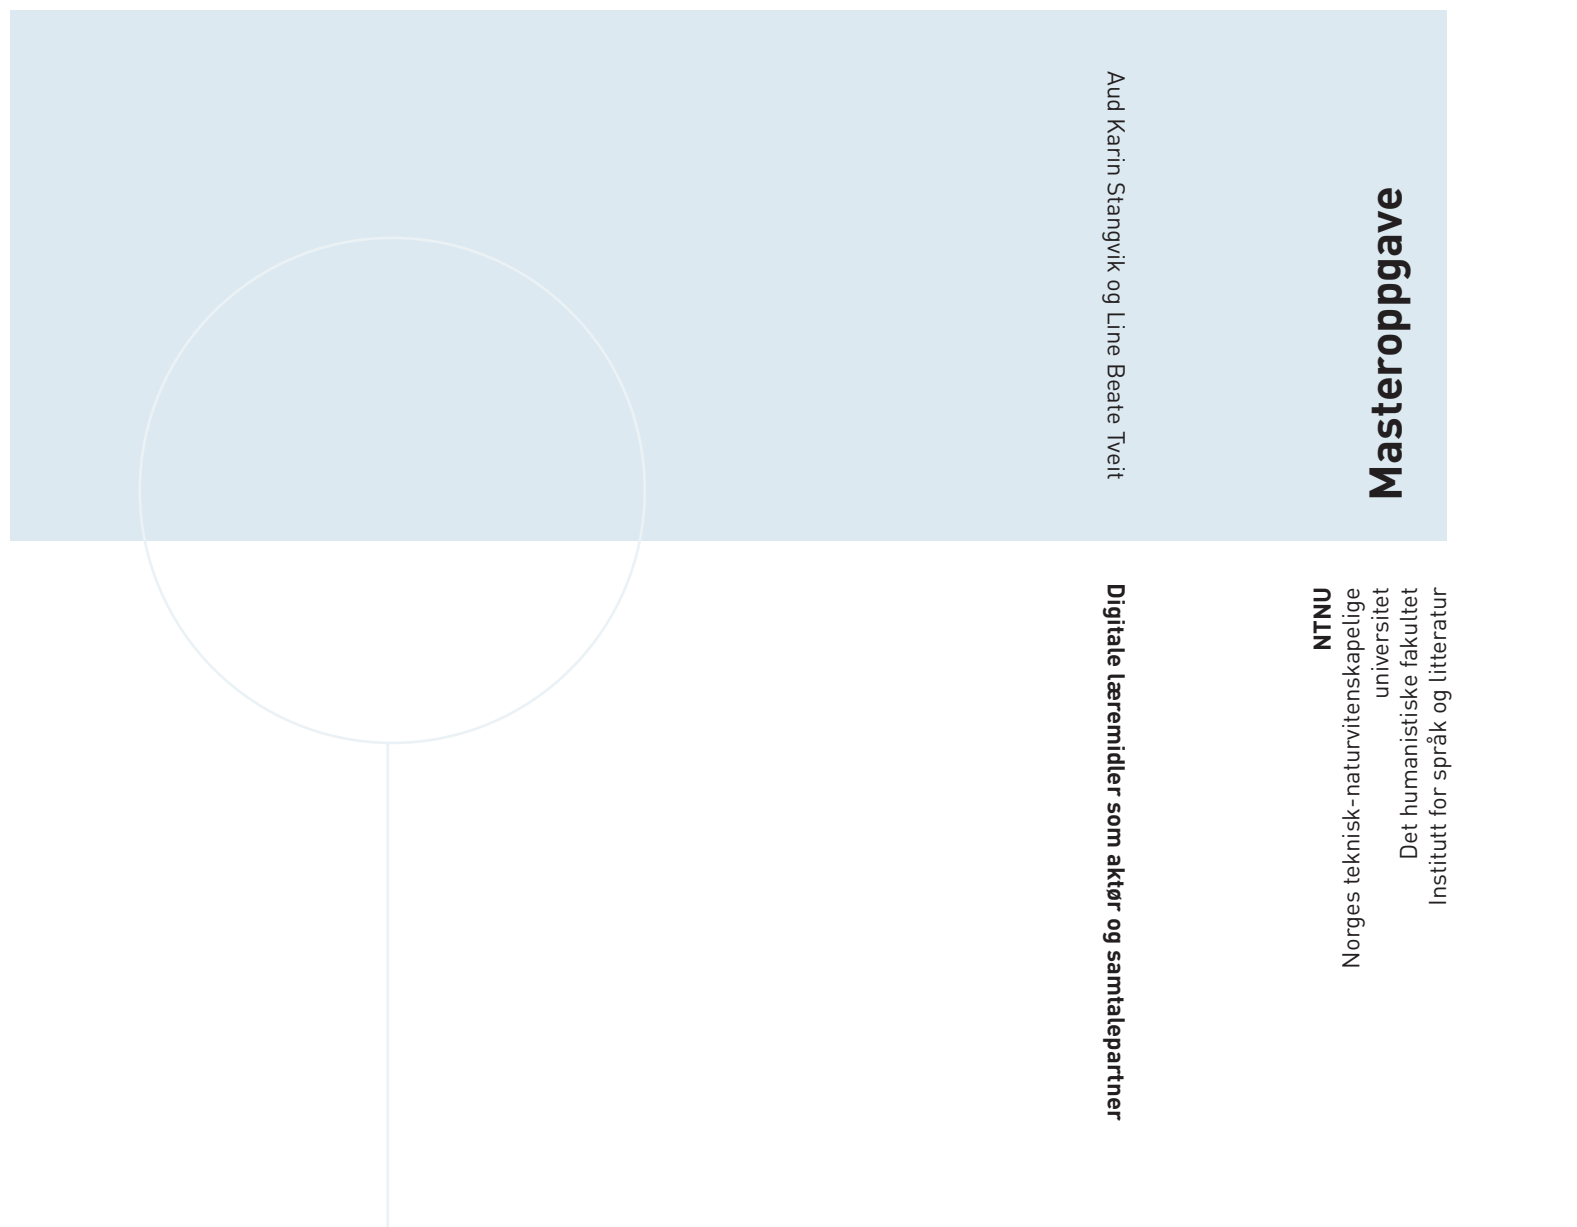 Masteroppgave
NTNU
Norges teknisk-naturvitenskapelige
universitet
Det humanistiske fakultet
Institutt for språk og litteratur
Aud Karin Stangvik og Line Beate Tveit
Digitale læremidler som aktør og samtalepartner